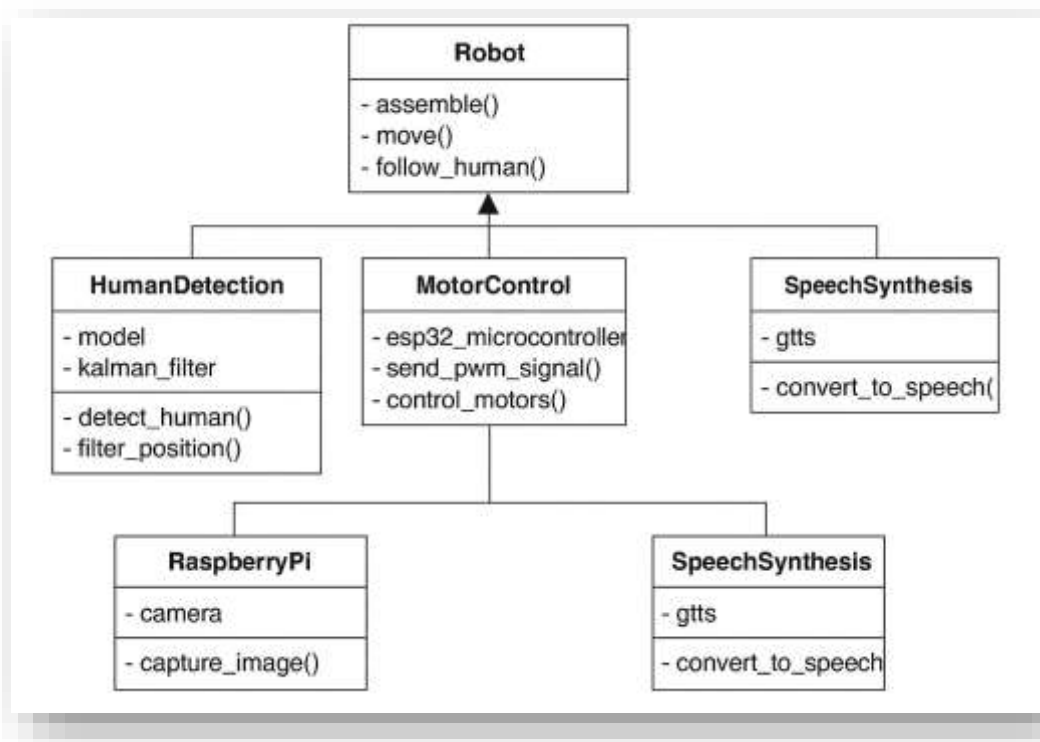 Robot
- assemble()
- move()
- follow_human()
HumanDetection
- model
- kalman_filter
- detect_human()
- filter_position()
MotorControl
- esp32_microcontroller
- send_pwm_signal()
- control_motors()
SpeechSynthesis
- gtts
- convert_to_speech(
RaspberryPi
- camera
- capture_image()
SpeechSynthesis
- gtts
- convert_to_speech